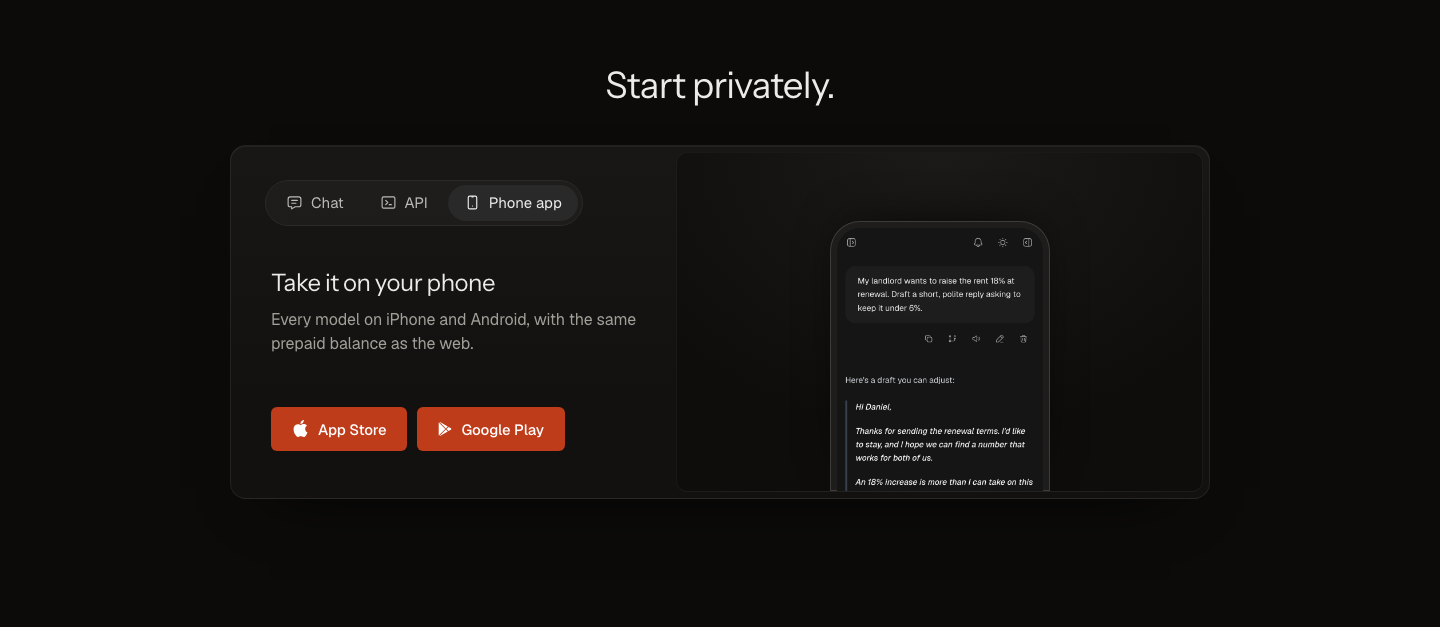 Start privately.
Chat
API
Phone app
Take it on your phone
Every model on iPhone and Android, with the same
prepaid balance as the web.
App Store
Google Play
My landlord wants to raise the rent 18% at
renewal. Draft a short, polite reply asking to
keep it under 6%.
Here's a draft you can adjust:
Hi Daniel,
Thanks for sending the renewal terms. I'd like
to stay, and I hope we can find a number that
works for both of us.
An 18% increase is more than I can take on this